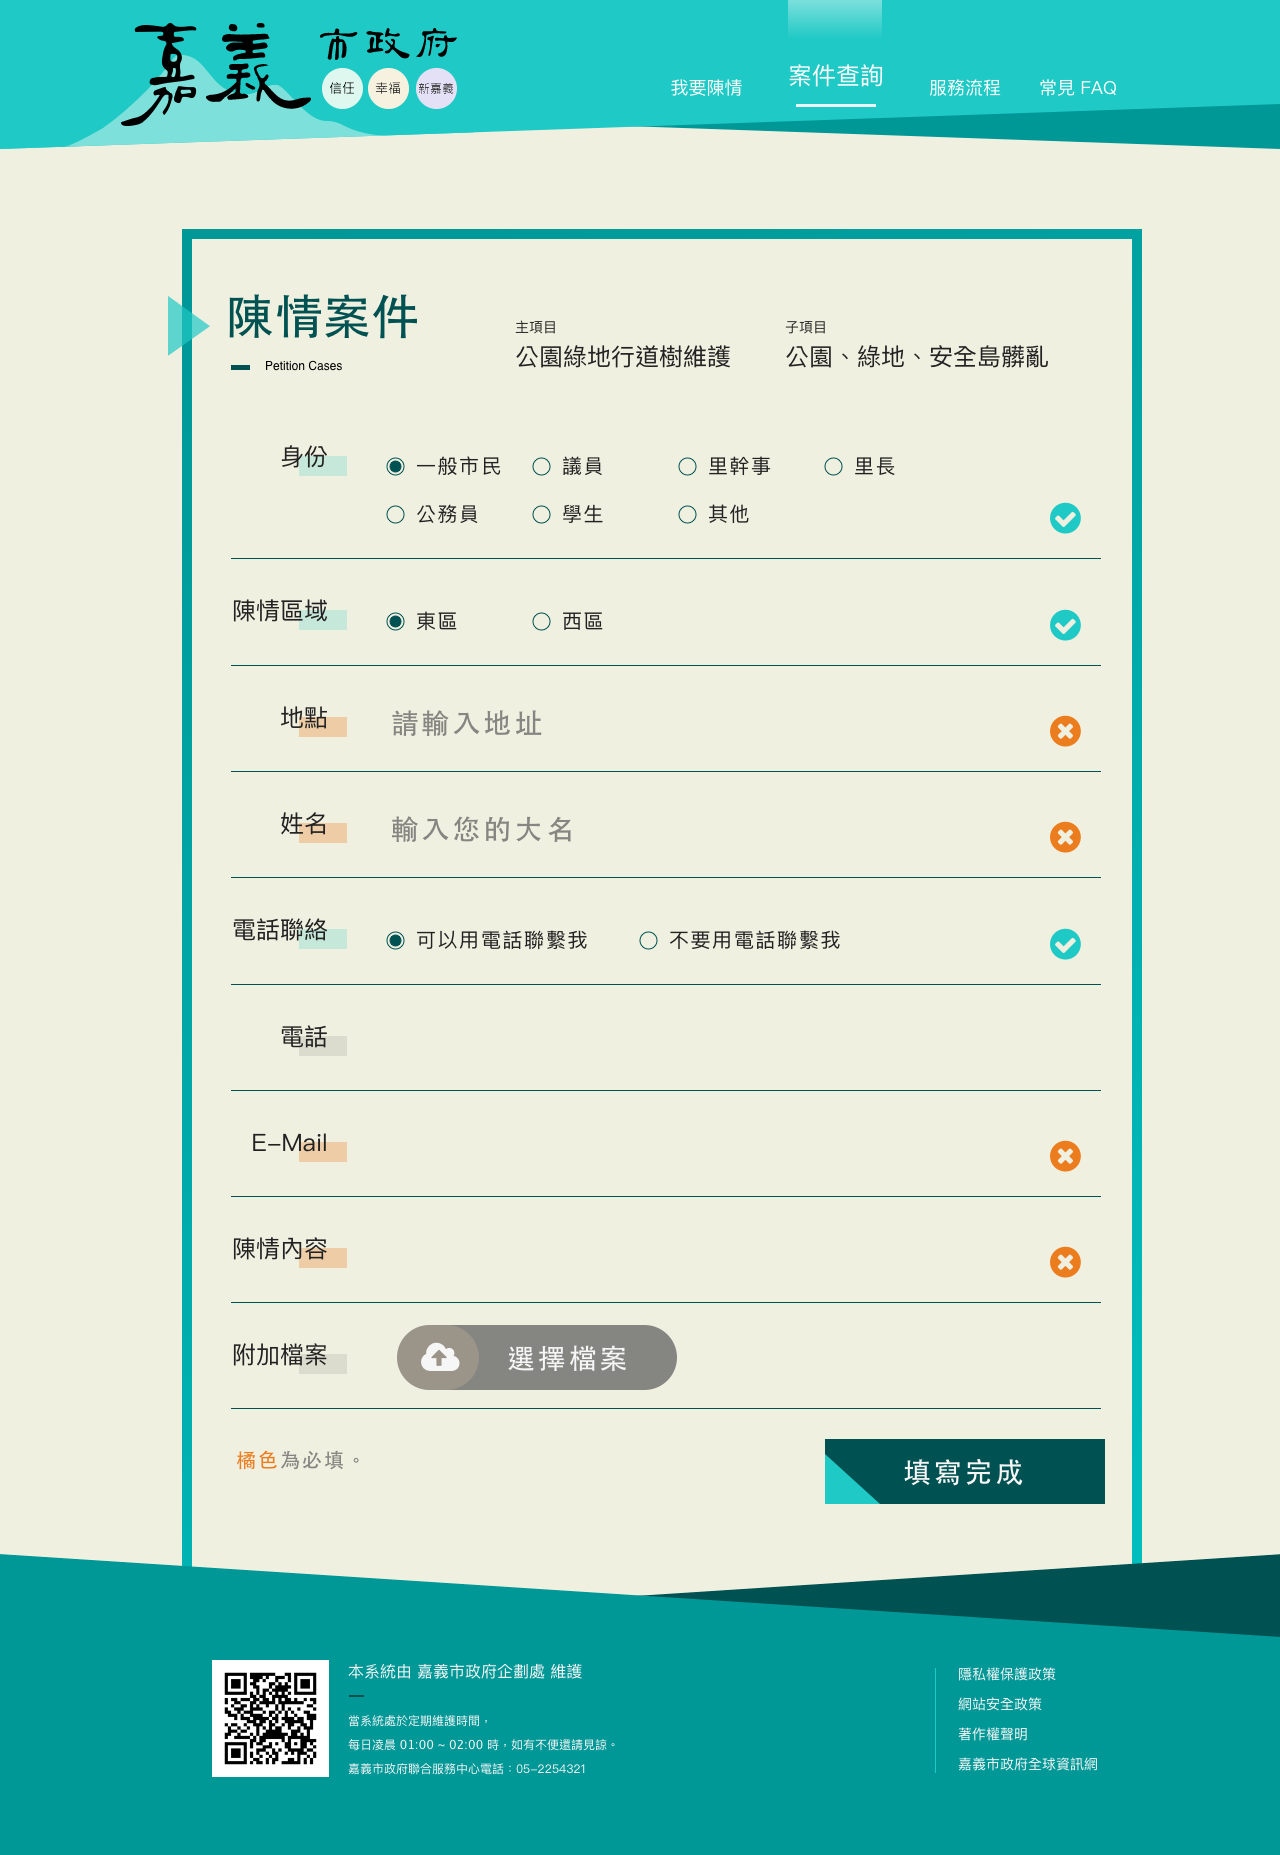 嘉義市政府
信任 幸福 新嘉義
我要陳情 案件查詢 服務流程 常見 FAQ
陳情案件
Petition Cases
主項目
公園綠地行道樹維護
子項目
公園、綠地、安全島髒亂
身份
一般市民 議員 里幹事 里長
公務員 學生 其他
陳情區域
東區 西區
地點
請輸入地址
姓名
輸入您的大名
電話聯絡
可以用電話聯繫我 不要用電話聯繫我
電話
E-Mail
陳情內容
附加檔案
選擇檔案
橘色為必填。
填寫完成
本系統由 嘉義市政府企劃處 維護
當系統處於定期維護時間，
每日凌晨 01:00 ~ 02:00 時，如有不便還請見諒。
嘉義市政府聯合服務中心電話：05-2254321
隱私權保護政策
網站安全政策
著作權聲明
嘉義市政府全球資訊網